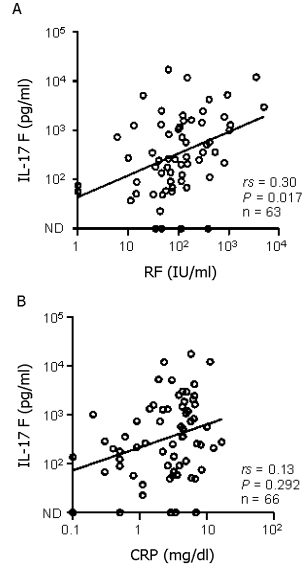 A
10⁵
10⁴
10³
10²
ND
IL-17 F (pg/ml)
rs = 0.30
P = 0.017
n = 63
1 10 10² 10³ 10⁴
RF (IU/ml)
B
10⁵
10⁴
10³
10²
ND
IL-17 F (pg/ml)
rs = 0.13
P = 0.292
n = 66
0.1 1 10 10²
CRP (mg/dl)